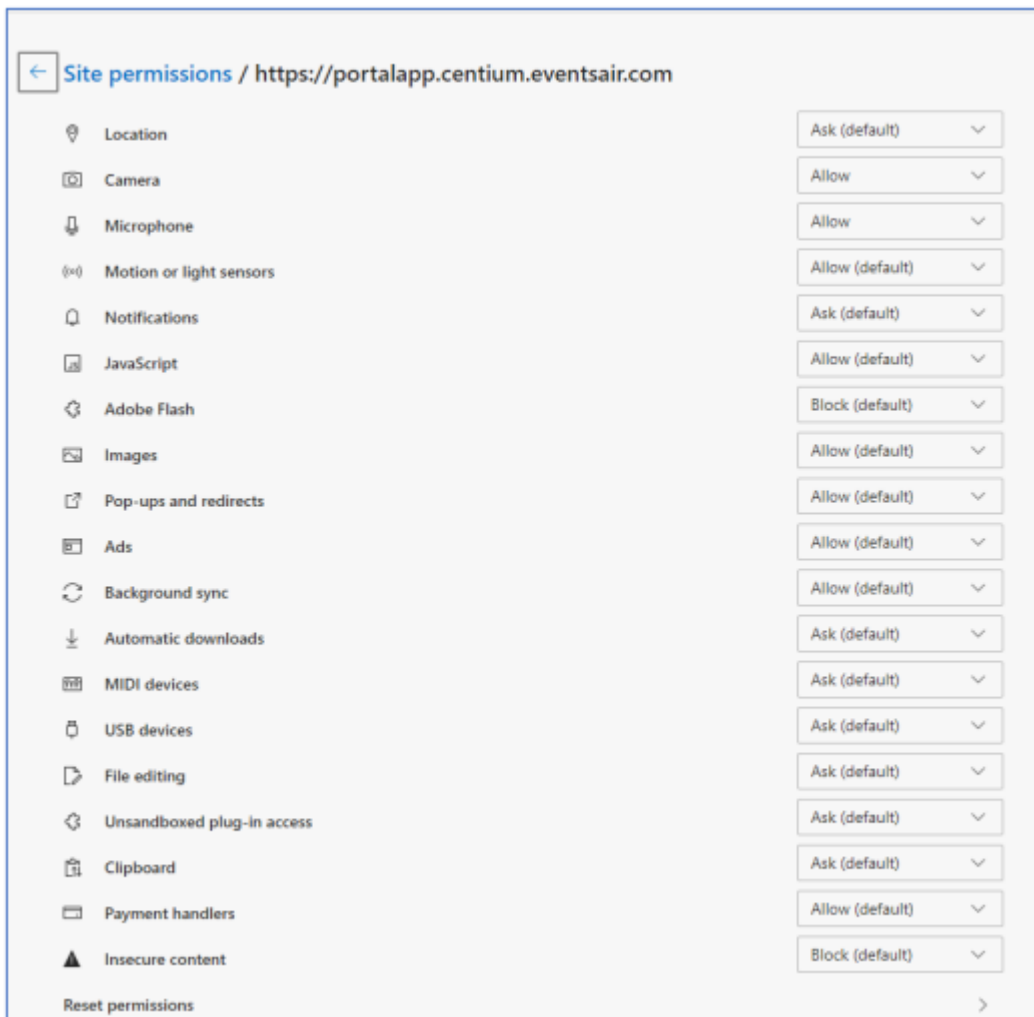 Site permissions / https://portalapp.centium.eventsair.com
Location Ask (default)
Camera Allow
Microphone Allow
Motion or light sensors Allow (default)
Notifications Ask (default)
JavaScript Allow (default)
Adobe Flash Block (default)
Images Allow (default)
Pop-ups and redirects Allow (default)
Ads Allow (default)
Background sync Allow (default)
Automatic downloads Ask (default)
MIDI devices Ask (default)
USB devices Ask (default)
File editing Ask (default)
Unsandboxed plug-in access Ask (default)
Clipboard Ask (default)
Payment handlers Allow (default)
Insecure content Block (default)
Reset permissions